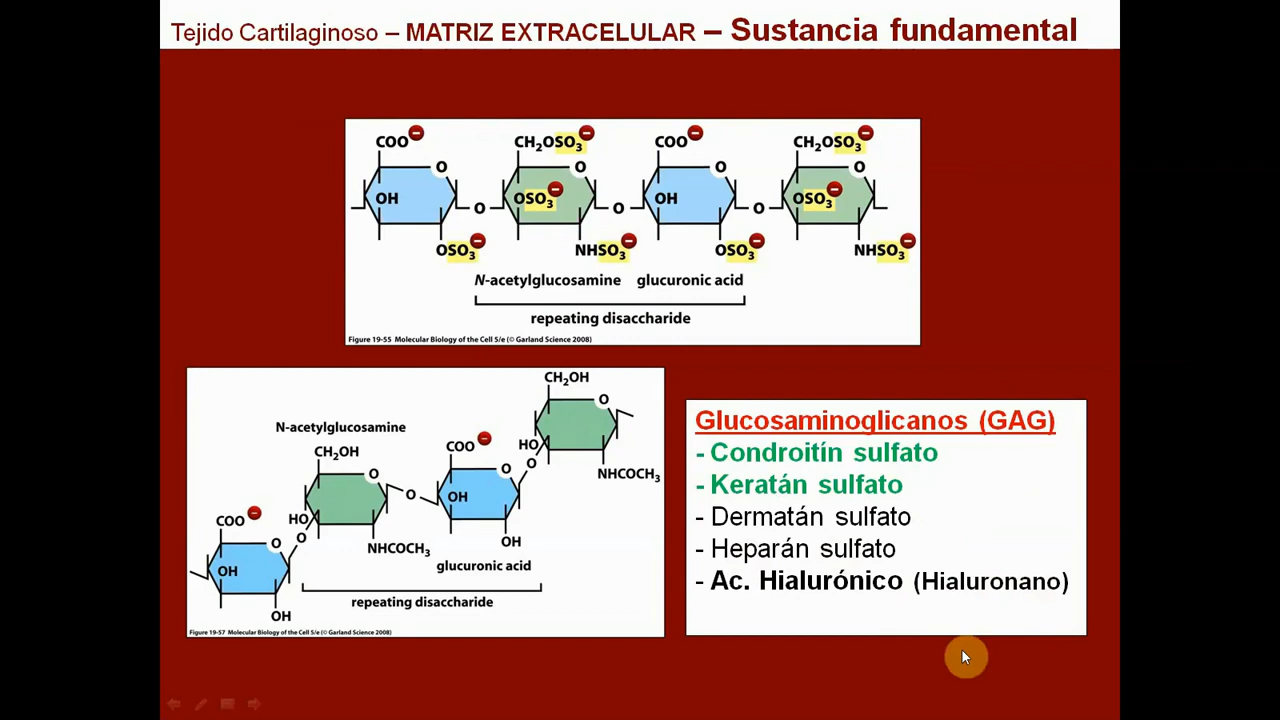 Tejido Cartilaginoso – MATRIZ EXTRACELULAR – Sustancia fundamental
COO CH₂OSO₃ COO CH₂OSO₃
O O O O
OH OSO₃ OH OSO₃
O O O
OSO₃ NHSO₃ OSO₃ NHSO₃
N-acetylglucosamine glucuronic acid
repeating disaccharide
Figure 19-55 Molecular Biology of the Cell 5/e (© Garland Science 2008)
CH₂OH
O
N-acetylglucosamine
COO HO
CH₂OH
O
O O
NHCOCH₃
O OH
COO HO
OH
O
O
NHCOCH₃
glucuronic acid
OH
repeating disaccharide
OH
Figure 19-57 Molecular Biology of the Cell 5/e (© Garland Science 2008)
Glucosaminoglicanos (GAG)
- Condroitín sulfato
- Keratán sulfato
- Dermatán sulfato
- Heparán sulfato
- Ac. Hialurónico (Hialuronano)